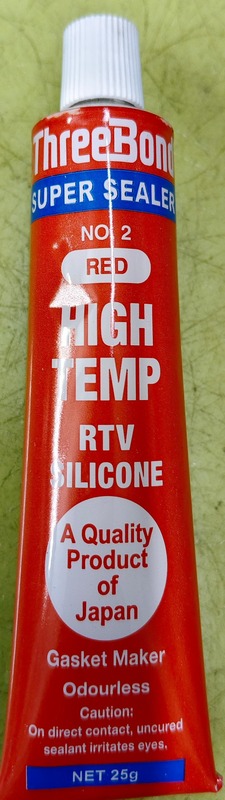 ThreeBond
SUPER SEALER
NO. 2
RED
HIGH
TEMP
RTV
SILICONE
A Quality
Product
of
Japan
Gasket Maker
Odourless
Caution:
On direct contact, uncured
sealant irritates eyes.
NET 25g